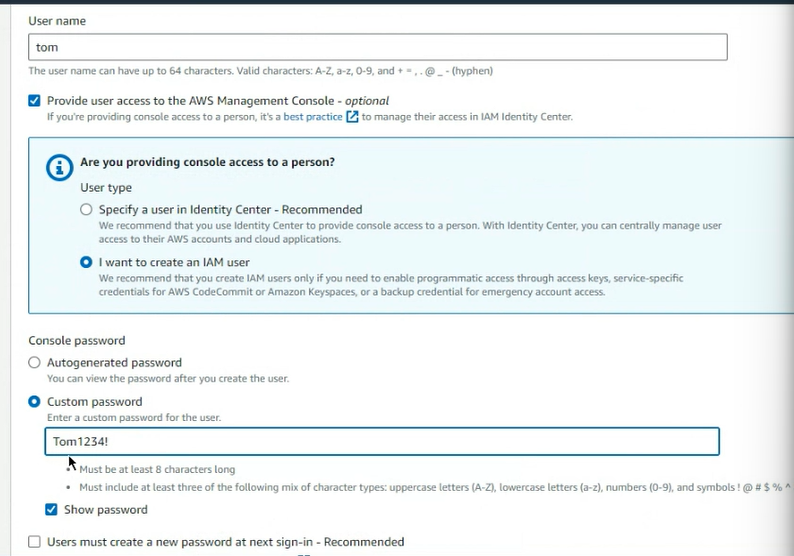 User name
tom
The user name can have up to 64 characters. Valid characters: A-Z, a-z, 0-9, and + = , . @ _ - (hyphen)
Provide user access to the AWS Management Console - optional
If you're providing console access to a person, it's a best practice to manage their access in IAM Identity Center.
Are you providing console access to a person?
User type
Specify a user in Identity Center - Recommended
We recommend that you use Identity Center to provide console access to a person. With Identity Center, you can centrally manage user
access to their AWS accounts and cloud applications.
I want to create an IAM user
We recommend that you create IAM users only if you need to enable programmatic access through access keys, service-specific
credentials for AWS CodeCommit or Amazon Keyspaces, or a backup credential for emergency account access.
Console password
Autogenerated password
You can view the password after you create the user.
Custom password
Enter a custom password for the user.
Tom1234!
• Must be at least 8 characters long
• Must include at least three of the following mix of character types: uppercase letters (A-Z), lowercase letters (a-z), numbers (0-9), and symbols ! @ # $ % ^
Show password
Users must create a new password at next sign-in - Recommended